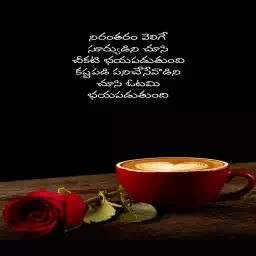 నిరంతరం వెలిగే
సూర్యుడిని చూసి
చీకటి భయపడుతుంది
కష్టపడి పనిచేసేవాడిని
చూసి ఓటమి
భయపడుతుంది